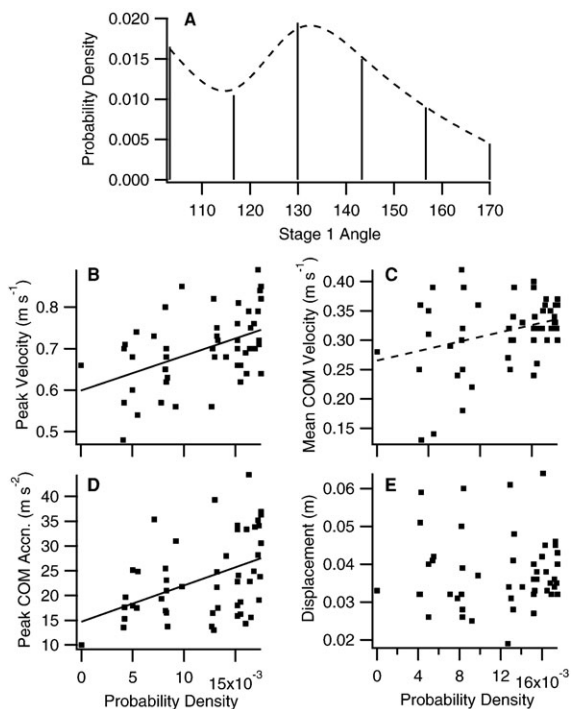 A
0.020
0.015
0.010
0.005
0.000
Probability Density
110 120 130 140 150 160 170
Stage 1 Angle
B
0.8
0.7
0.6
0.5
Peak Velocity (m s-1)
C
0.40
0.35
0.30
0.25
0.20
0.15
Mean COM Velocity (m s-1)
D
40
35
30
25
20
15
10
Peak COM Accn. (m s-2)
0 5 10 15x10-3
Probability Density
E
0.06
0.05
0.04
0.03
0.02
Displacement (m)
0 4 8 12 16x10-3
Probability Density